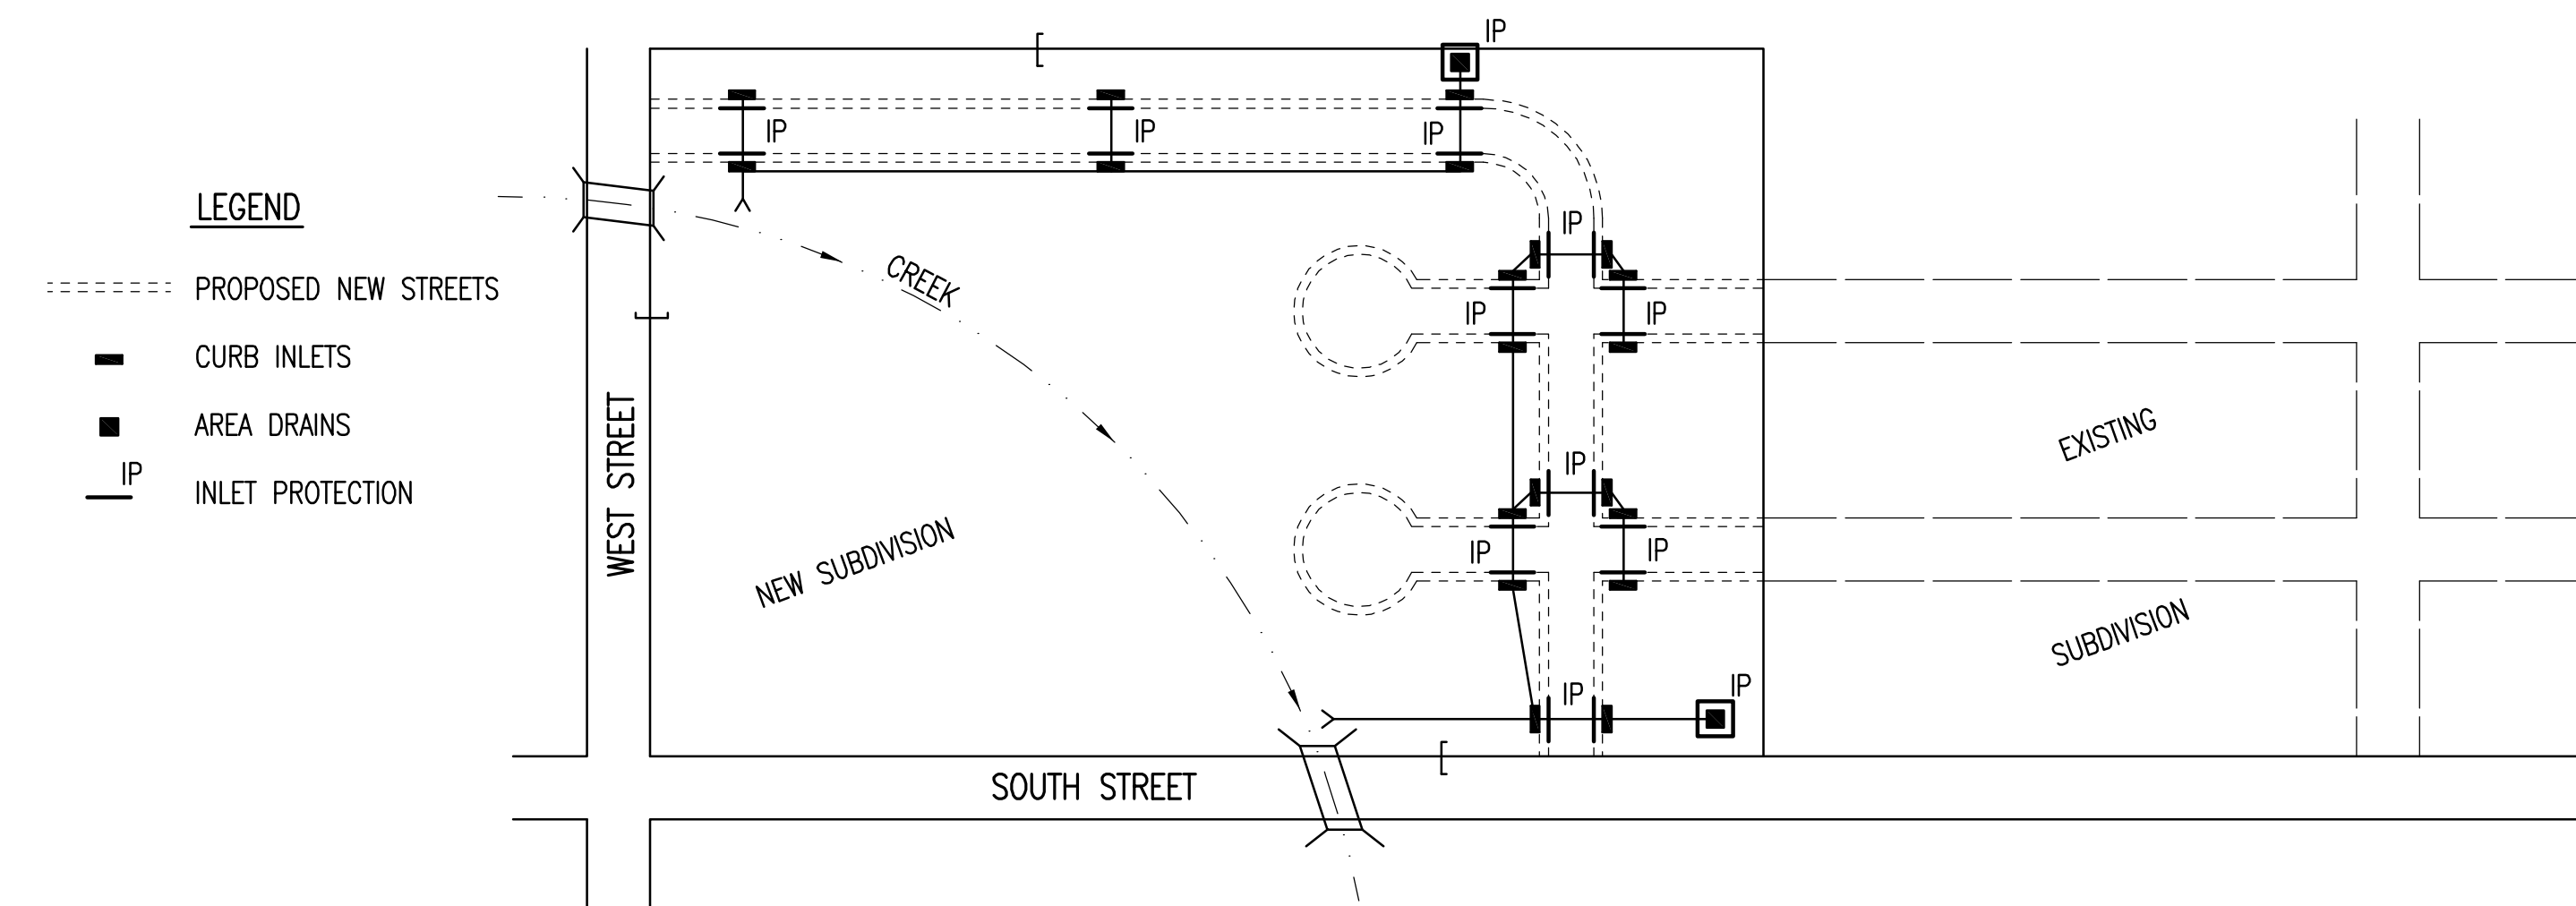 IP
IP
IP
IP
LEGEND
IP
CREEK
PROPOSED NEW STREETS
IP
IP
CURB INLETS
AREA DRAINS
WEST STREET
EXISTING
IP
IP
INLET PROTECTION
NEW SUBDIVISION
IP
IP
SUBDIVISION
IP
IP
SOUTH STREET